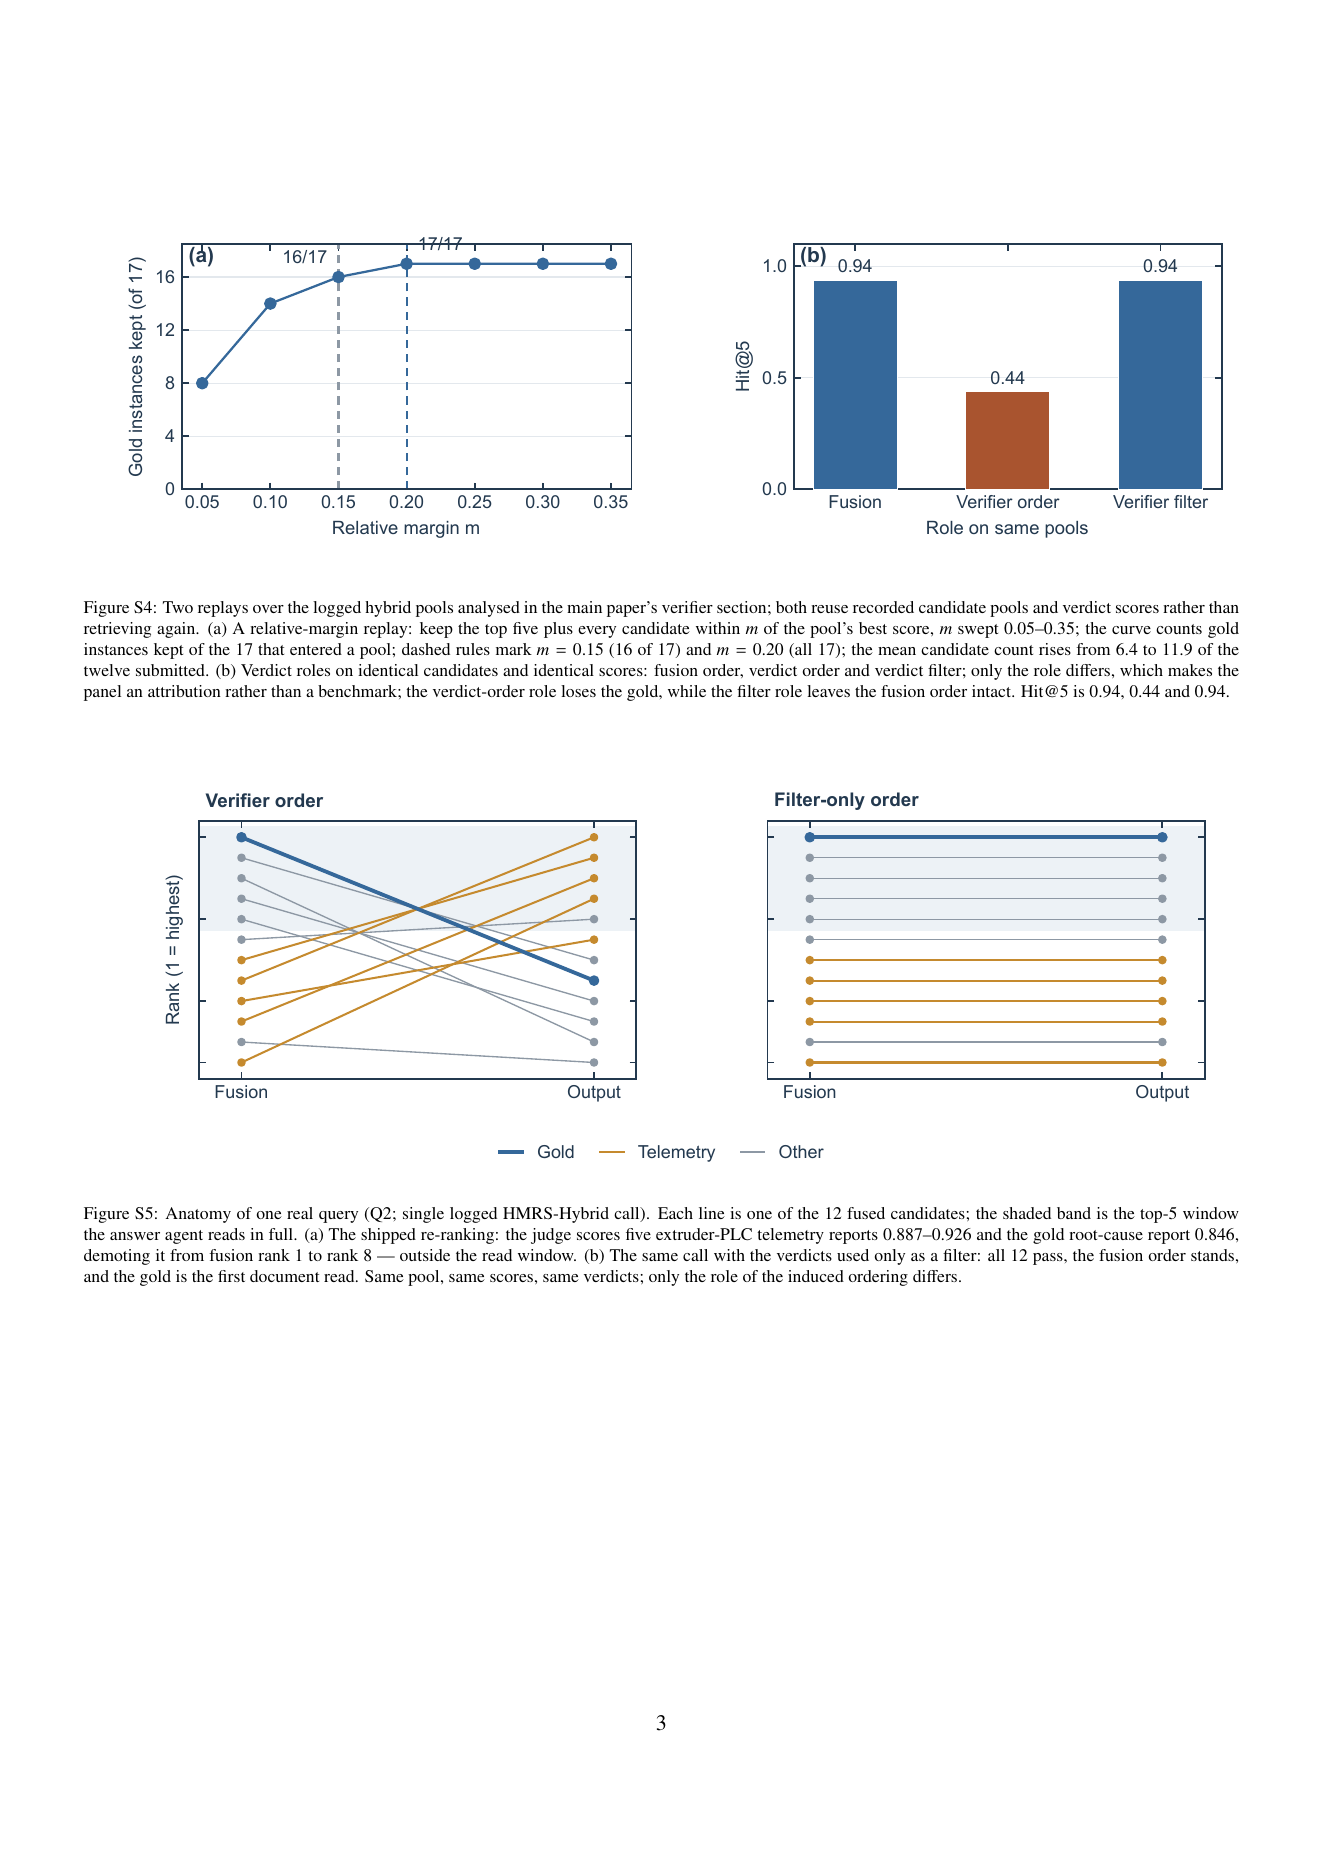 (a)
16/17
17/17
16
12
8
4
0
Gold instances kept (of 17)
0.05 0.10 0.15 0.20 0.25 0.30 0.35
Relative margin m
(b)
0.94
0.44
0.94
1.0
0.5
0.0
Hit@5
Fusion Verifier order Verifier filter
Role on same pools
Figure S4: Two replays over the logged hybrid pools analysed in the main paper's verifier section; both reuse recorded candidate pools and verdict scores rather than
retrieving again. (a) A relative-margin replay: keep the top five plus every candidate within m of the pool's best score, m swept 0.05–0.35; the curve counts gold
instances kept of the 17 that entered a pool; dashed rules mark m = 0.15 (16 of 17) and m = 0.20 (all 17); the mean candidate count rises from 6.4 to 11.9 of the
twelve submitted. (b) Verdict roles on identical candidates and identical scores: fusion order, verdict order and verdict filter; only the role differs, which makes the
panel an attribution rather than a benchmark; the verdict-order role loses the gold, while the filter role leaves the fusion order intact. Hit@5 is 0.94, 0.44 and 0.94.
Verifier order
Rank (1 = highest)
Fusion Output
Filter-only order
Fusion Output
Gold Telemetry Other
Figure S5: Anatomy of one real query (Q2; single logged HMRS-Hybrid call). Each line is one of the 12 fused candidates; the shaded band is the top-5 window
the answer agent reads in full. (a) The shipped re-ranking: the judge scores five extruder-PLC telemetry reports 0.887–0.926 and the gold root-cause report 0.846,
demoting it from fusion rank 1 to rank 8 — outside the read window. (b) The same call with the verdicts used only as a filter: all 12 pass, the fusion order stands,
and the gold is the first document read. Same pool, same scores, same verdicts; only the role of the induced ordering differs.
3